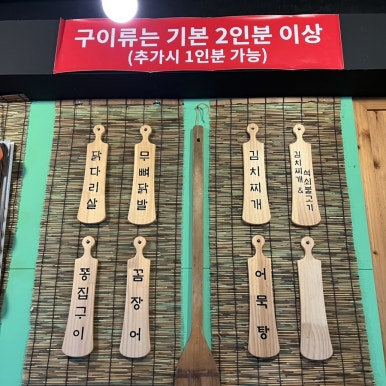 구이류는 기본 2인분 이상
(추가시 1인분 가능)
닭다리살
무뼈닭발
김치찌개
김치찌개&
석쇠불고기
쫑집구이
꼼장어
어묵탕